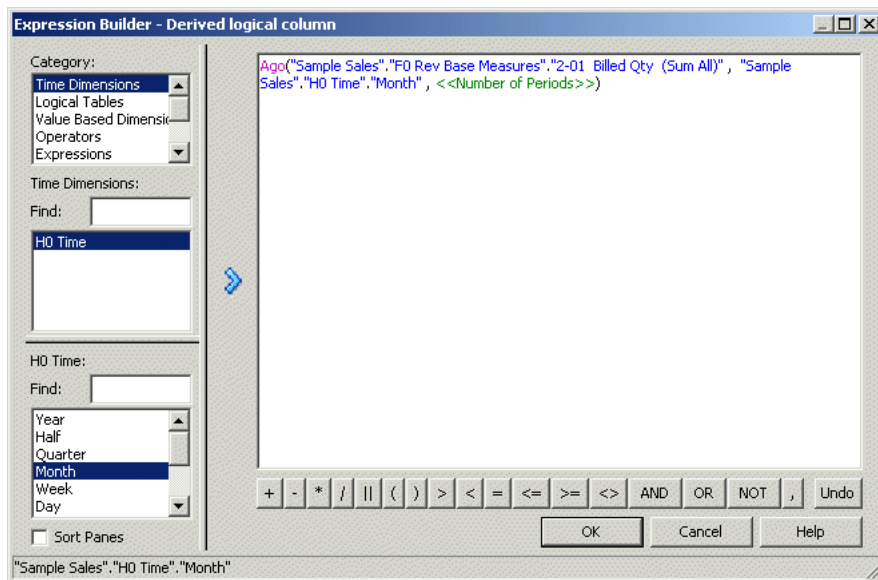 Expression Builder - Derived logical column
Category:
Time Dimensions
Logical Tables
Value Based Dimensio
Operators
Expressions
Time Dimensions:
Find:
H0 Time
H0 Time:
Find:
Year
Half
Quarter
Month
Week
Day
Sort Panes
Ago("Sample Sales"."F0 Rev Base Measures"."2-01  Billed Qty  (Sum All)" ,  "Sample
Sales"."H0 Time"."Month" , <<Number of Periods>>)
+ - * / || ( ) > < = <= >= <> AND OR NOT , Undo
OK Cancel Help
"Sample Sales"."H0 Time"."Month"